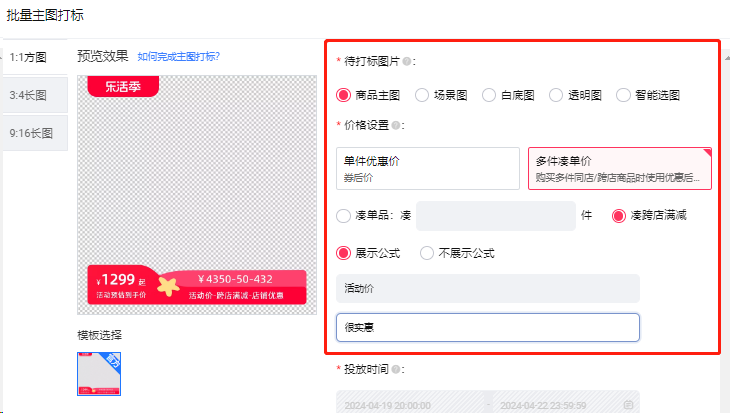 批量主图打标
1:1方图
3:4长图
9:16长图
预览效果 如何完成主图打标?
乐活季
¥1299 起
活动预估到手价
¥4350-50-432
活动价-跨店满减-店铺优惠
模板选择
官方
* 待打标图片?:
商品主图 场景图 白底图 透明图 智能选图
* 价格设置?:
单件优惠价
券后价
多件凑单价
购买多件同店/跨店商品时使用优惠后...
凑单品: 凑 件 凑跨店满减
展示公式 不展示公式
活动价
很实惠
* 投放时间?:
2024-04-19 20:00:00 - 2024-04-22 23:59:59